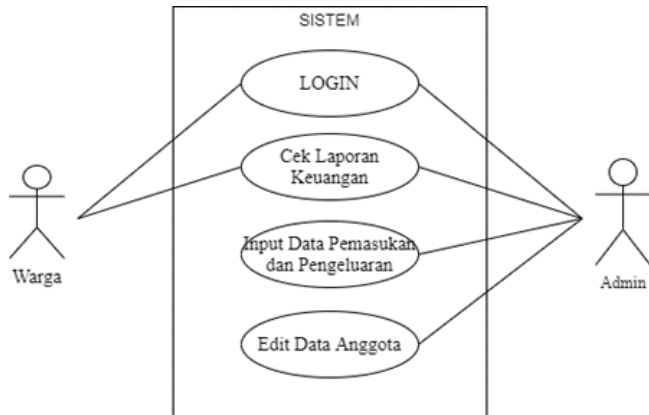 SISTEM
LOGIN
Cek Laporan
Keuangan
Input Data Pemasukan
dan Pengeluaran
Edit Data Anggota
Warga
Admin